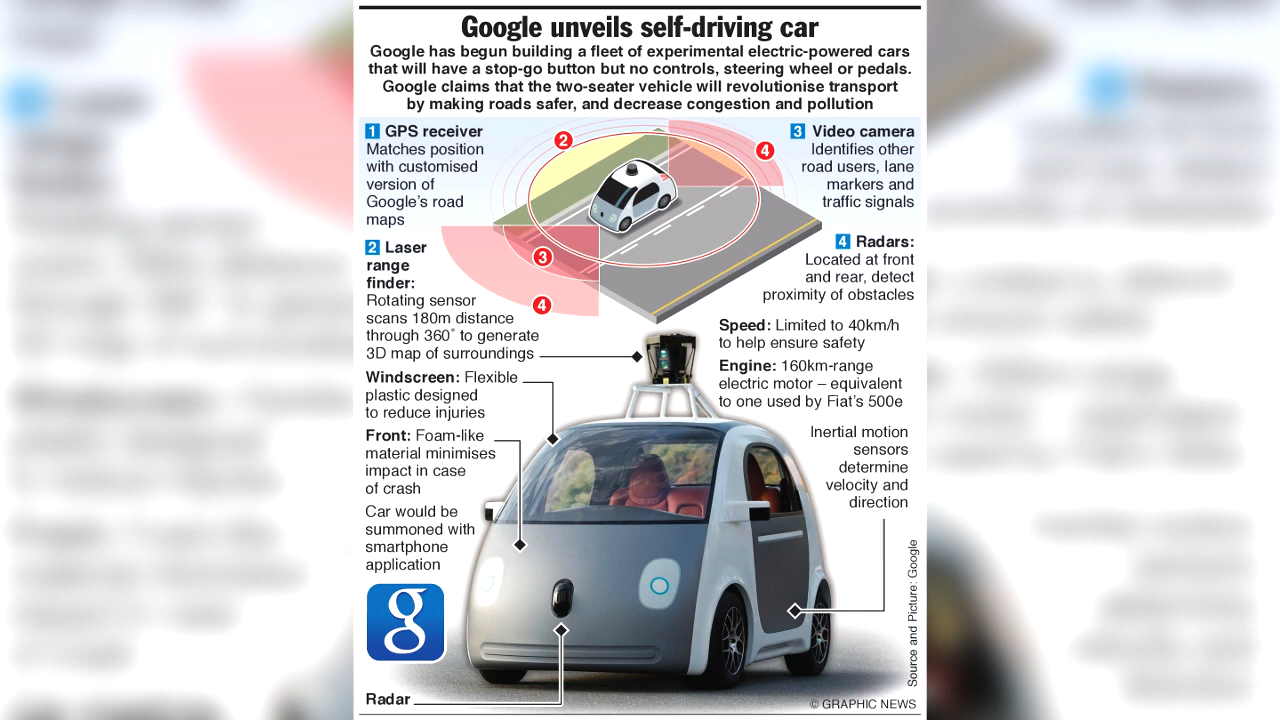 Google unveils self-driving car
Google has begun building a fleet of experimental electric-powered cars
that will have a stop-go button but no controls, steering wheel or pedals.
Google claims that the two-seater vehicle will revolutionise transport
by making roads safer, and decrease congestion and pollution
1 GPS receiver
Matches position
with customised
version of
Google's road
maps
2 Laser
range
finder:
Rotating sensor
scans 180m distance
through 360° to generate
3D map of surroundings
Windscreen: Flexible
plastic designed
to reduce injuries
Front: Foam-like
material minimises
impact in case
of crash
Car would be
summoned with
smartphone
application
g
Radar
2
4
3
4
3 Video camera
Identifies other
road users, lane
markers and
traffic signals
4 Radars:
Located at front
and rear, detect
proximity of obstacles
Speed: Limited to 40km/h
to help ensure safety
Engine: 160km-range
electric motor – equivalent
to one used by Fiat's 500e
Inertial motion
sensors
determine
velocity and
direction
Source and Picture: Google
© GRAPHIC NEWS